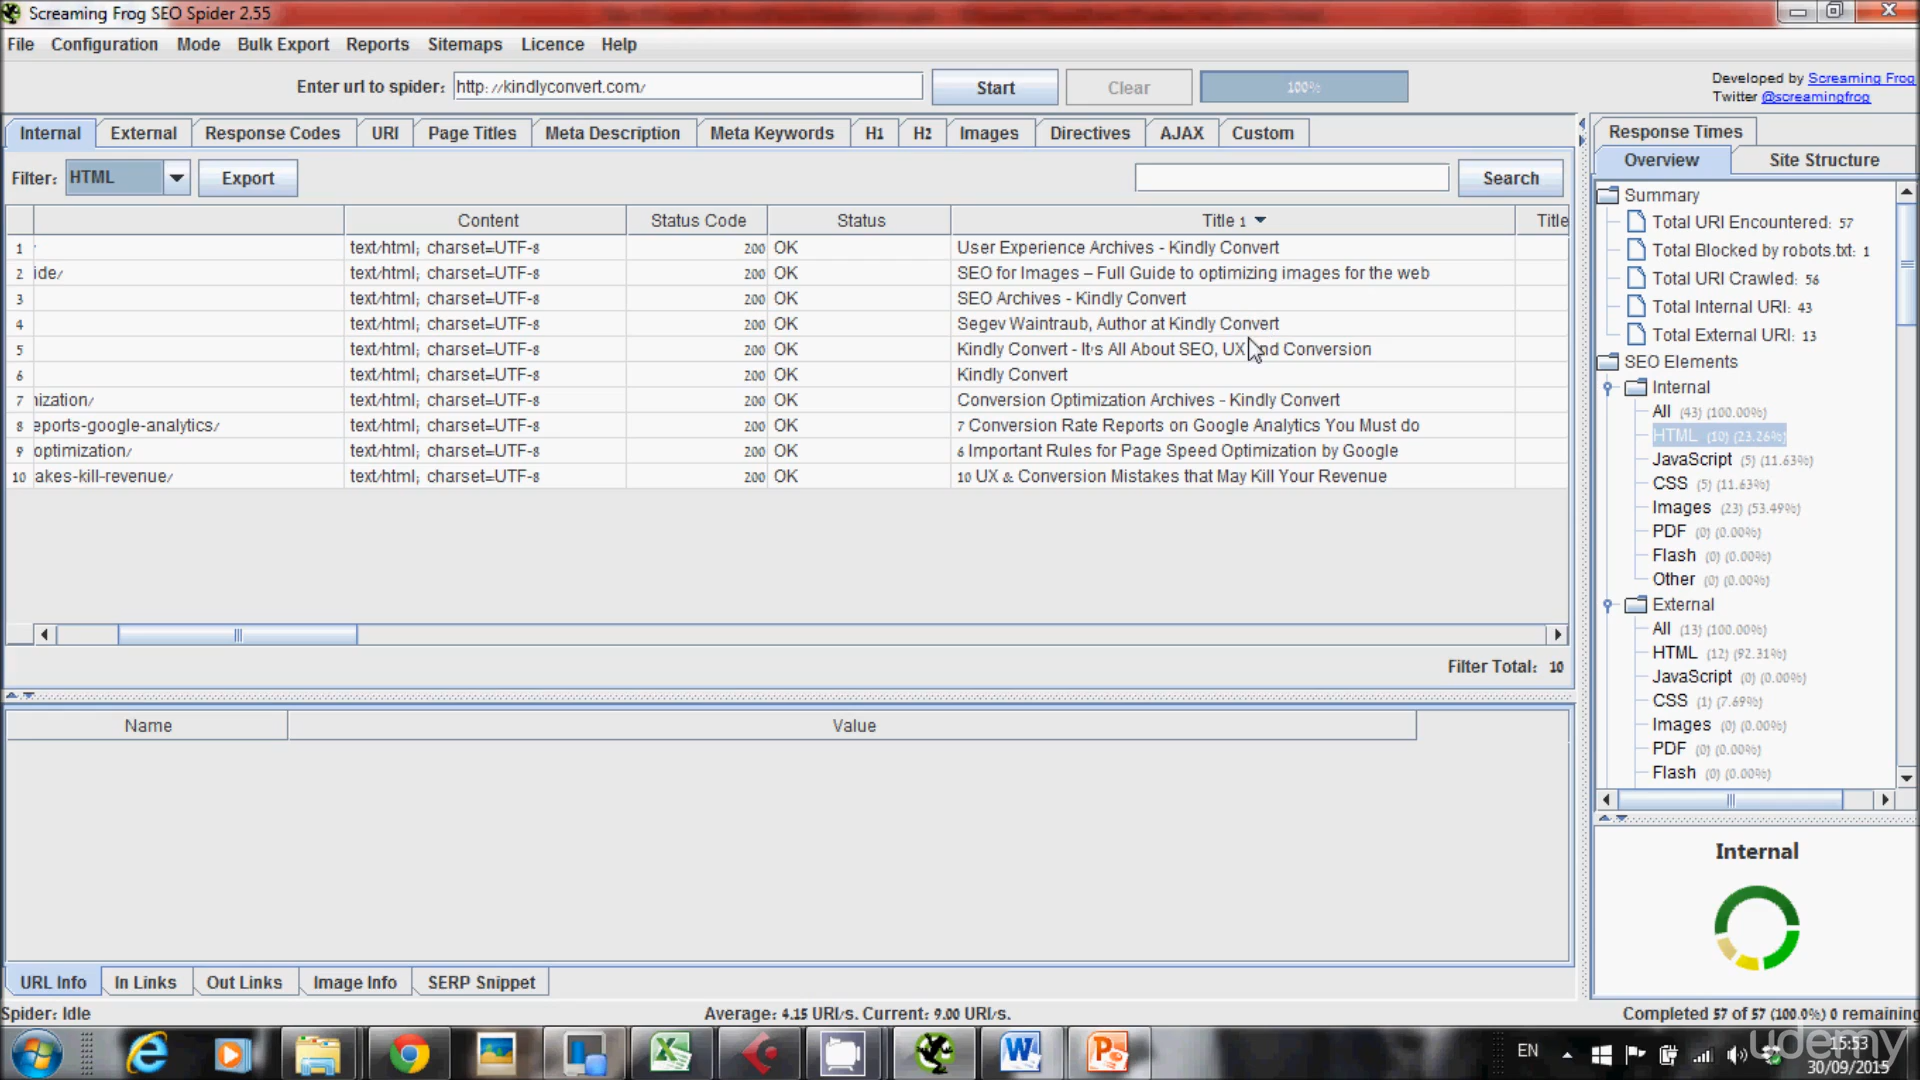 Screaming Frog SEO Spider 2.55
File Configuration Mode Bulk Export Reports Sitemaps Licence Help
Enter url to spider: http://kindlyconvert.com/ Start Clear 100%
Developed by Screaming Frog
Twitter @screamingfrog
Internal External Response Codes URI Page Titles Meta Description Meta Keywords H1 H2 Images Directives AJAX Custom
Filter: HTML Export Search
Content Status Code Status Title 1 Title
1 text/html; charset=UTF-8 200 OK User Experience Archives - Kindly Convert
2 ide/ text/html; charset=UTF-8 200 OK SEO for Images – Full Guide to optimizing images for the web
3 text/html; charset=UTF-8 200 OK SEO Archives - Kindly Convert
4 text/html; charset=UTF-8 200 OK Segev Waintraub, Author at Kindly Convert
5 text/html; charset=UTF-8 200 OK Kindly Convert - It's All About SEO, UX and Conversion
6 text/html; charset=UTF-8 200 OK Kindly Convert
7 nization/ text/html; charset=UTF-8 200 OK Conversion Optimization Archives - Kindly Convert
8 eports-google-analytics/ text/html; charset=UTF-8 200 OK 7 Conversion Rate Reports on Google Analytics You Must do
9 optimization/ text/html; charset=UTF-8 200 OK 6 Important Rules for Page Speed Optimization by Google
10 akes-kill-revenue/ text/html; charset=UTF-8 200 OK 10 UX & Conversion Mistakes that May Kill Your Revenue
Filter Total: 10
Name Value
URL Info In Links Out Links Image Info SERP Snippet
Response Times
Overview Site Structure
Summary
Total URI Encountered: 57
Total Blocked by robots.txt: 1
Total URI Crawled: 56
Total Internal URI: 43
Total External URI: 13
SEO Elements
Internal
All (43) (100.00%)
HTML (10) (23.26%)
JavaScript (5) (11.63%)
CSS (5) (11.63%)
Images (23) (53.49%)
PDF (0) (0.00%)
Flash (0) (0.00%)
Other (0) (0.00%)
External
All (13) (100.00%)
HTML (12) (92.31%)
JavaScript (0) (0.00%)
CSS (1) (7.69%)
Images (0) (0.00%)
PDF (0) (0.00%)
Flash (0) (0.00%)
Internal
Spider: Idle Average: 4.15 URI/s. Current: 9.00 URI/s. Completed 57 of 57 (100.0%) 0 remaining
EN 15:53
30/09/2015
udemy